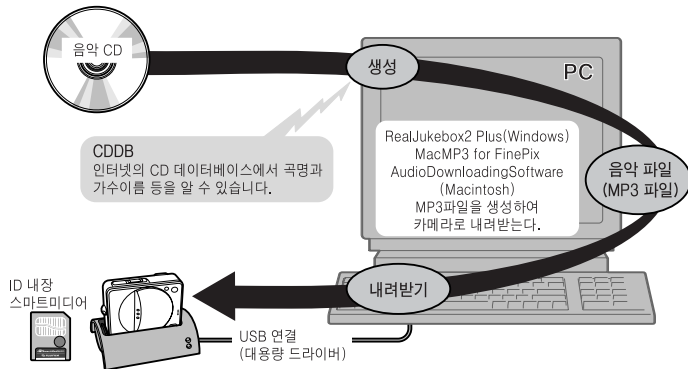 음악 CD
생성
PC
CDDB
인터넷의 CD 데이터베이스에서 곡명과
가수이름 등을 알 수 있습니다.
RealJukebox2 Plus(Windows)
MacMP3 for FinePix
AudioDownloadingSoftware
(Macintosh)
MP3파일을 생성하여
카메라로 내려받는다.
음악 파일
(MP3 파일)
내려받기
ID 내장
스마트미디어
USB 연결
(대용량 드라이버)